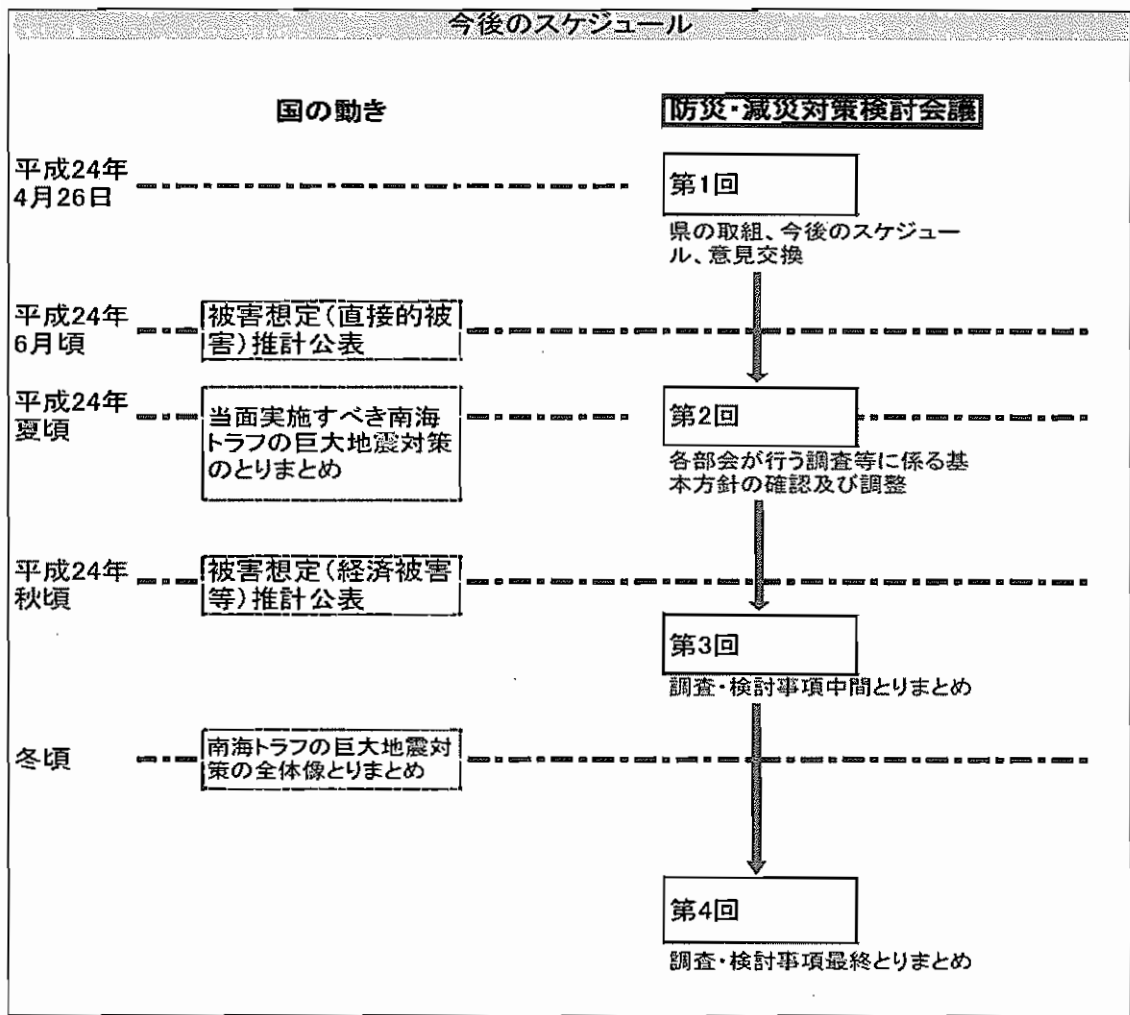 今後のスケジュール
国の動き
防災・減災対策検討会議
平成24年
4月26日
第1回
県の取組、今後のスケジュー
ル、意見交換
平成24年
6月頃
被害想定(直接的被
害)推計公表
平成24年
夏頃
当面実施すべき南海
トラフの巨大地震対策
のとりまとめ
第2回
各部会が行う調査等に係る基
本方針の確認及び調整
平成24年
秋頃
被害想定(経済被害
等)推計公表
第3回
調査・検討事項中間とりまとめ
冬頃
南海トラフの巨大地震対
策の全体像とりまとめ
第4回
調査・検討事項最終とりまとめ